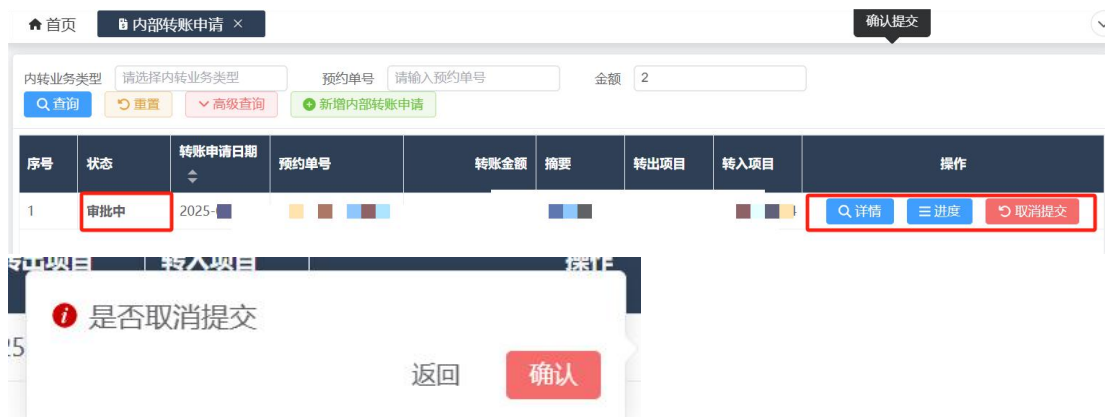 首页 内部转账申请 × 确认提交
内转业务类型 请选择内转业务类型 预约单号 请输入预约单号 金额 2
查询 重置 高级查询 新增内部转账申请
序号 状态 转账申请日期 预约单号 转账金额 摘要 转出项目 转入项目 操作
1 审批中 2025- 详情 进度 取消提交
转出项目 转入项目 操作
是否取消提交
返回 确认